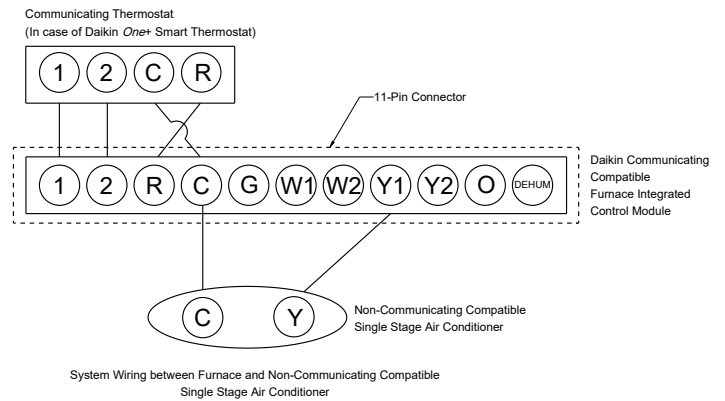 Communicating Thermostat
(In case of Daikin One+ Smart Thermostat)
1 2 C R
11-Pin Connector
1 2 R C G W1 W2 Y1 Y2 O DEHUM
Daikin Communicating
Compatible
Furnace Integrated
Control Module
C Y
Non-Communicating Compatible
Single Stage Air Conditioner
System Wiring between Furnace and Non-Communicating Compatible
Single Stage Air Conditioner